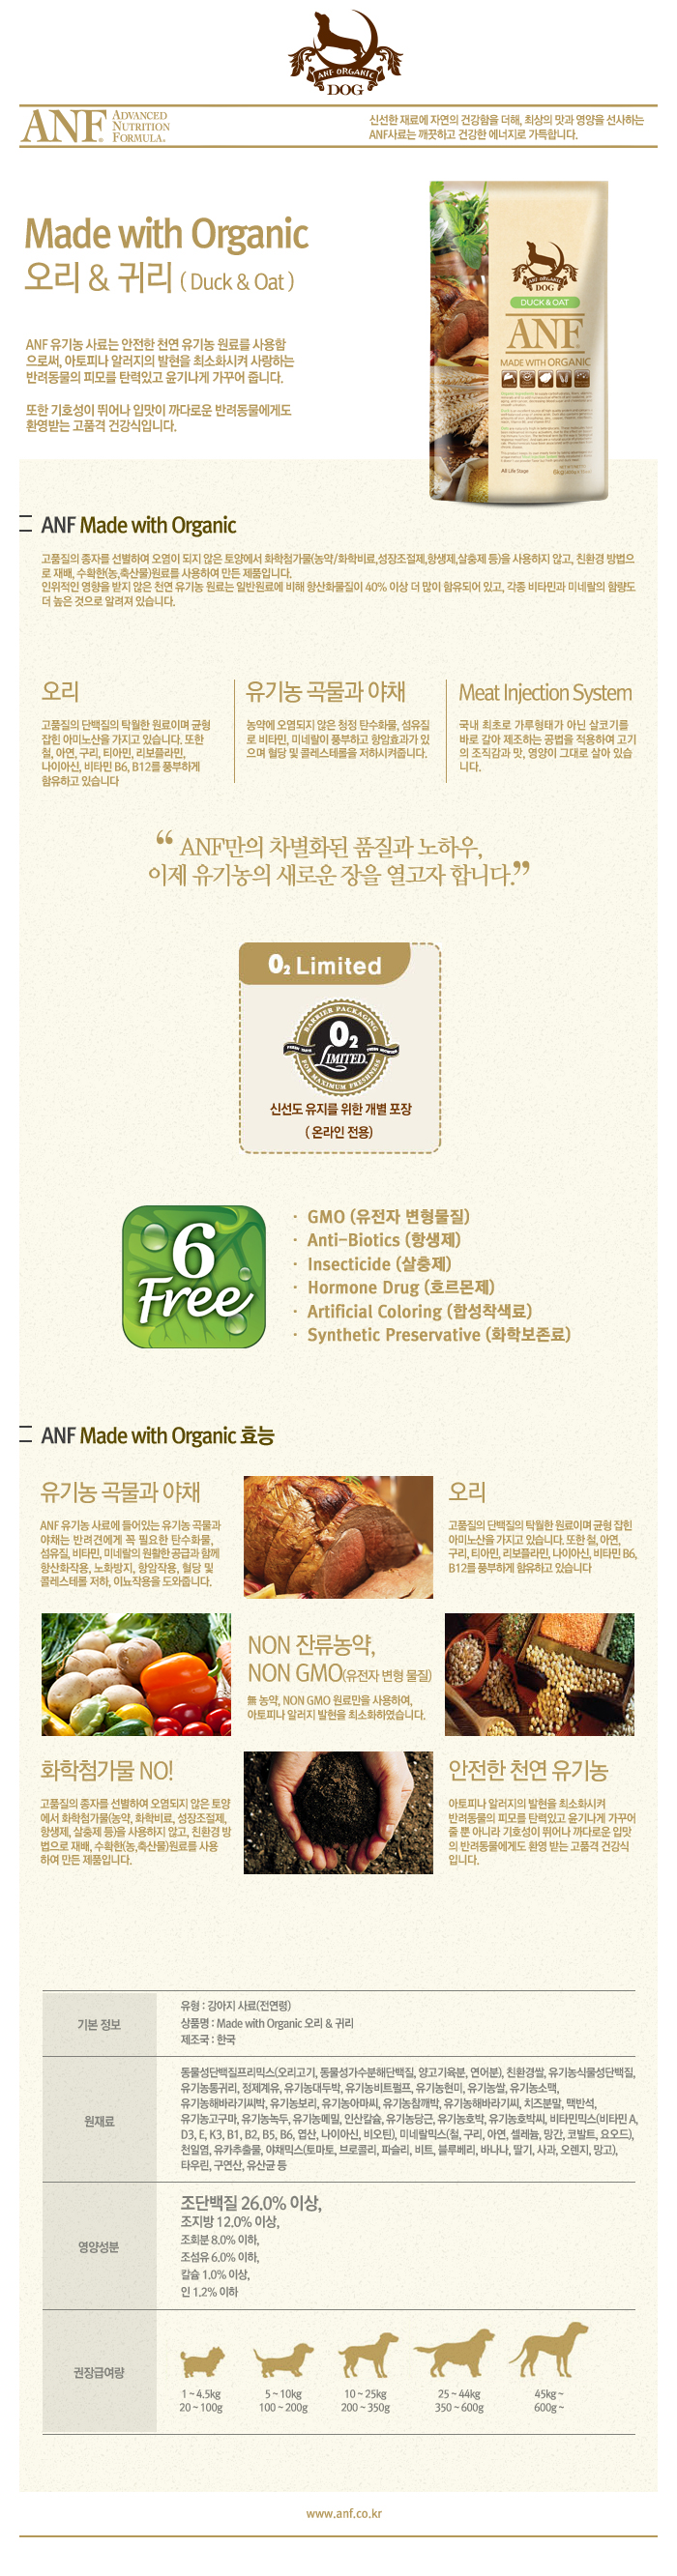 ANF ORGANIC
DOG
ANF ADVANCED
NUTRITION
FORMULA.
신선한 재료에 자연의 건강함을 더해, 최상의 맛과 영양을 선사하는
ANF사료는 깨끗하고 건강한 에너지로 가득합니다.
Made with Organic
오리 & 귀리 ( Duck & Oat )
ANF 유기농 사료는 안전한 천연 유기농 원료를 사용함
으로써, 아토피나 알러지의 발현을 최소화시켜 사랑하는
반려동물의 피모를 탄력있고 윤기나게 가꾸어 줍니다.
또한 기호성이 뛰어나 입맛이 까다로운 반려동물에게도
환영받는 고품격 건강식입니다.
ANF ORGANIC
DOG
DUCK & OAT
ANF
MADE WITH ORGANIC
All Life Stage
ANF Made with Organic
고품질의 종자를 선별하여 오염이 되지 않은 토양에서 화학첨가물(농약/화학비료,성장조절제,항생제,살충제 등)을 사용하지 않고, 친환경 방법으
로 재배, 수확한(농,축산물)원료를 사용하여 만든 제품입니다.
인위적인 영향을 받지 않은 천연 유기농 원료는 일반원료에 비해 항산화물질이 40% 이상 더 많이 함유되어 있고, 각종 비타민과 미네랄의 함량도
더 높은 것으로 알려져 있습니다.
오리
고품질의 단백질의 탁월한 원료이며 균형
잡힌 아미노산을 가지고 있습니다. 또한
철, 아연, 구리, 티아민, 리보플라민,
나이아신, 비타민 B6, B12를 풍부하게
함유하고 있습니다
유기농 곡물과 야채
농약에 오염되지 않은 청정 탄수화물, 섬유질
로 비타민, 미네랄이 풍부하고 항암효과가 있
으며 혈당 및 콜레스테롤을 저하시켜줍니다.
Meat Injection System
국내 최초로 가루형태가 아닌 살코기를
바로 갈아 제조하는 공법을 적용하여 고기
의 조직감과 맛, 영양이 그대로 살아 있습
니다.
“ ANF만의 차별화된 품질과 노하우,
이제 유기농의 새로운 장을 열고자 합니다.”
O₂ Limited
BARRIER PACKAGING
O₂
LIMITED.
FOR MAXIMUM FRESHNESS
신선도 유지를 위한 개별 포장
( 온라인 전용)
6
Free
· GMO (유전자 변형물질)
· Anti-Biotics (항생제)
· Insecticide (살충제)
· Hormone Drug (호르몬제)
· Artificial Coloring (합성착색료)
· Synthetic Preservative (화학보존료)
ANF Made with Organic 효능
유기농 곡물과 야채
ANF 유기농 사료에 들어있는 유기농 곡물과
야채는 반려견에게 꼭 필요한 탄수화물,
섬유질, 비타민, 미네랄의 원활한 공급과 함께
항산화작용, 노화방지, 항암작용, 혈당 및
콜레스테롤 저하, 이뇨작용을 도와줍니다.
오리
고품질의 단백질의 탁월한 원료이며 균형 잡힌
아미노산을 가지고 있습니다. 또한 철, 아연,
구리, 티아민, 리보플라민, 나이아신, 비타민 B6,
B12를 풍부하게 함유하고 있습니다
NON 잔류농약,
NON GMO(유전자 변형 물질)
無 농약, NON GMO 원료만을 사용하여,
아토피나 알러지 발현을 최소화하였습니다.
화학첨가물 NO!
고품질의 종자를 선별하여 오염되지 않은 토양
에서 화학첨가물(농약, 화학비료, 성장조절제,
항생제, 살충제 등)을 사용하지 않고, 친환경 방
법으로 재배, 수확한(농,축산물)원료를 사용
하여 만든 제품입니다.
안전한 천연 유기농
아토피나 알러지의 발현을 최소화시켜
반려동물의 피모를 탄력있고 윤기나게 가꾸어
줄 뿐 아니라 기호성이 뛰어나 까다로운 입맛
의 반려동물에게도 환영 받는 고품격 건강식
입니다.
기본 정보
유형 : 강아지 사료(전연령)
상품명 : Made with Organic 오리 & 귀리
제조국 : 한국
원재료
동물성단백질프리믹스(오리고기, 동물성가수분해단백질, 양고기육분, 연어분), 친환경쌀, 유기농식물성단백질,
유기농통귀리, 정제계유, 유기농대두박, 유기농비트펄프, 유기농현미, 유기농쌀, 유기농소맥,
유기농해바라기씨박, 유기농보리, 유기농아마씨, 유기농참깨박, 유기농해바라기씨, 치즈분말, 맥반석,
유기농고구마, 유기농녹두, 유기농메밀, 인산칼슘, 유기농당근, 유기농호박, 유기농호박씨, 비타민믹스(비타민 A,
D3, E, K3, B1, B2, B5, B6, 엽산, 나이아신, 비오틴), 미네랄믹스(철, 구리, 아연, 셀레늄, 망간, 코발트, 요오드),
천일염, 유카추출물, 야채믹스(토마토, 브로콜리, 파슬리, 비트, 블루베리, 바나나, 딸기, 사과, 오렌지, 망고),
타우린, 구연산, 유산균 등
영양성분
조단백질 26.0% 이상,
조지방 12.0% 이상,
조회분 8.0% 이하,
조섬유 6.0% 이하,
칼슘 1.0% 이상,
인 1.2% 이하
권장급여량
1 ~ 4.5kg
20 ~ 100g
5 ~ 10kg
100 ~ 200g
10 ~ 25kg
200 ~ 350g
25 ~ 44kg
350 ~ 600g
45kg ~
600g ~
www.anf.co.kr